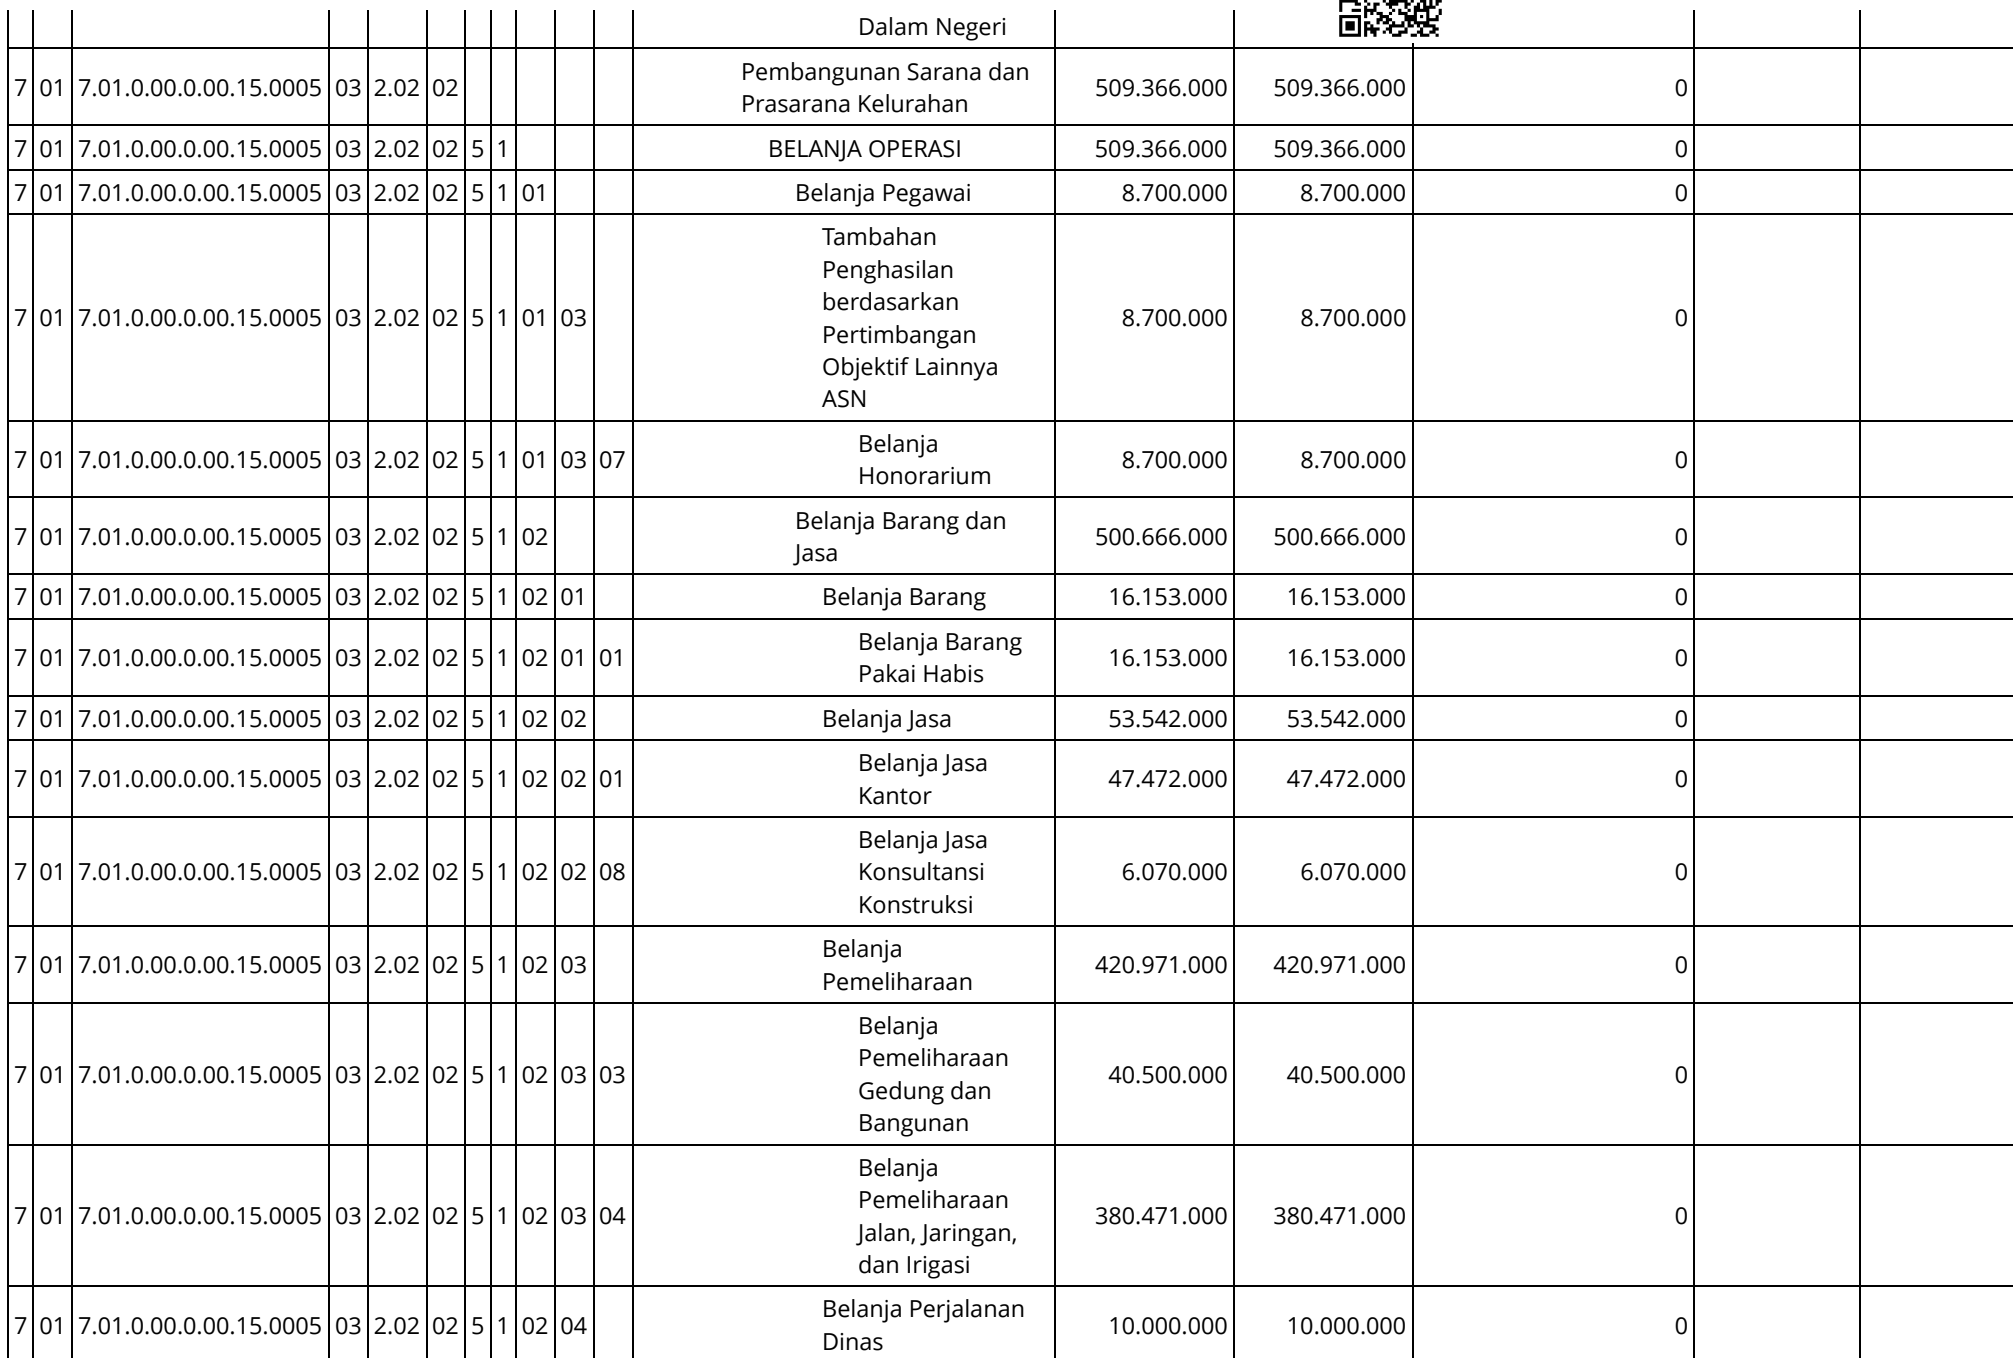 Dalam Negeri
7 01 7.01.0.00.0.00.15.0005 03 2.02 02 Pembangunan Sarana dan
Prasarana Kelurahan 509.366.000 509.366.000 0
7 01 7.01.0.00.0.00.15.0005 03 2.02 02 5 1 BELANJA OPERASI 509.366.000 509.366.000 0
7 01 7.01.0.00.0.00.15.0005 03 2.02 02 5 1 01 Belanja Pegawai 8.700.000 8.700.000 0
7 01 7.01.0.00.0.00.15.0005 03 2.02 02 5 1 01 03 Tambahan
Penghasilan
berdasarkan
Pertimbangan
Objektif Lainnya
ASN 8.700.000 8.700.000 0
7 01 7.01.0.00.0.00.15.0005 03 2.02 02 5 1 01 03 07 Belanja
Honorarium 8.700.000 8.700.000 0
7 01 7.01.0.00.0.00.15.0005 03 2.02 02 5 1 02 Belanja Barang dan
Jasa 500.666.000 500.666.000 0
7 01 7.01.0.00.0.00.15.0005 03 2.02 02 5 1 02 01 Belanja Barang 16.153.000 16.153.000 0
7 01 7.01.0.00.0.00.15.0005 03 2.02 02 5 1 02 01 01 Belanja Barang
Pakai Habis 16.153.000 16.153.000 0
7 01 7.01.0.00.0.00.15.0005 03 2.02 02 5 1 02 02 Belanja Jasa 53.542.000 53.542.000 0
7 01 7.01.0.00.0.00.15.0005 03 2.02 02 5 1 02 02 01 Belanja Jasa
Kantor 47.472.000 47.472.000 0
7 01 7.01.0.00.0.00.15.0005 03 2.02 02 5 1 02 02 08 Belanja Jasa
Konsultansi
Konstruksi 6.070.000 6.070.000 0
7 01 7.01.0.00.0.00.15.0005 03 2.02 02 5 1 02 03 Belanja
Pemeliharaan 420.971.000 420.971.000 0
7 01 7.01.0.00.0.00.15.0005 03 2.02 02 5 1 02 03 03 Belanja
Pemeliharaan
Gedung dan
Bangunan 40.500.000 40.500.000 0
7 01 7.01.0.00.0.00.15.0005 03 2.02 02 5 1 02 03 04 Belanja
Pemeliharaan
Jalan, Jaringan,
dan Irigasi 380.471.000 380.471.000 0
7 01 7.01.0.00.0.00.15.0005 03 2.02 02 5 1 02 04 Belanja Perjalanan
Dinas 10.000.000 10.000.000 0